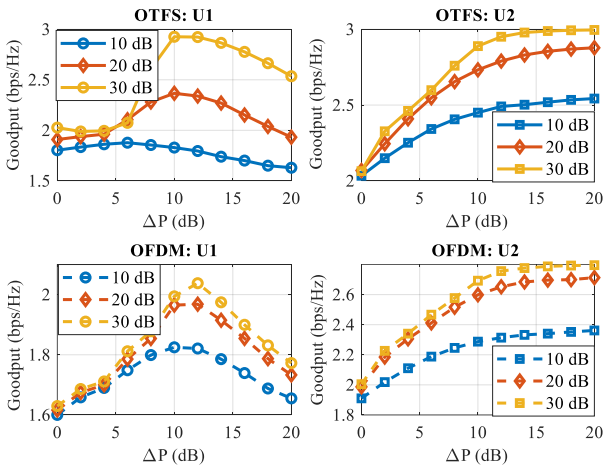 OTFS: U1
Goodput (bps/Hz)
3
2.5
2
1.5
10 dB
20 dB
30 dB
0 5 10 15 20
ΔP (dB)
OTFS: U2
Goodput (bps/Hz)
3
2.5
2
10 dB
20 dB
30 dB
0 5 10 15 20
ΔP (dB)
OFDM: U1
Goodput (bps/Hz)
2
1.8
1.6
10 dB
20 dB
30 dB
0 5 10 15 20
ΔP (dB)
OFDM: U2
Goodput (bps/Hz)
2.6
2.4
2.2
2
1.8
10 dB
20 dB
30 dB
0 5 10 15 20
ΔP (dB)